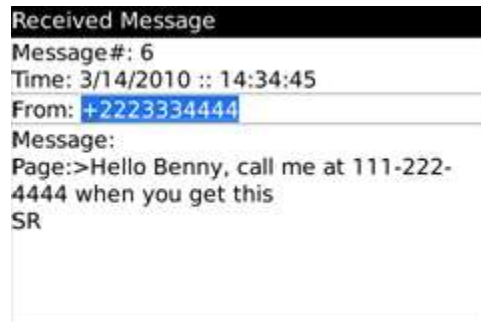 Received Message
Message#: 6
Time: 3/14/2010 :: 14:34:45
From: +2223334444
Message:
Page:>Hello Benny, call me at 111-222-
4444 when you get this
SR